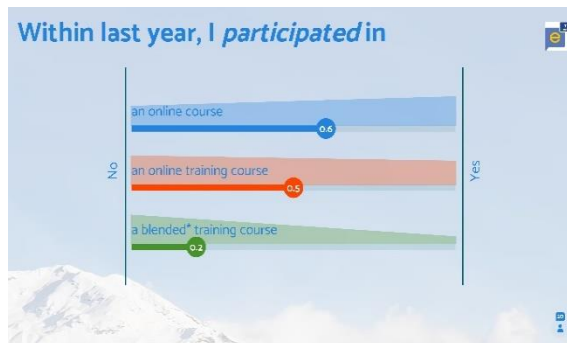 Within last year, I participated in
an online course
0.6
No
an online training course
0.5
Yes
a blended* training course
0.2